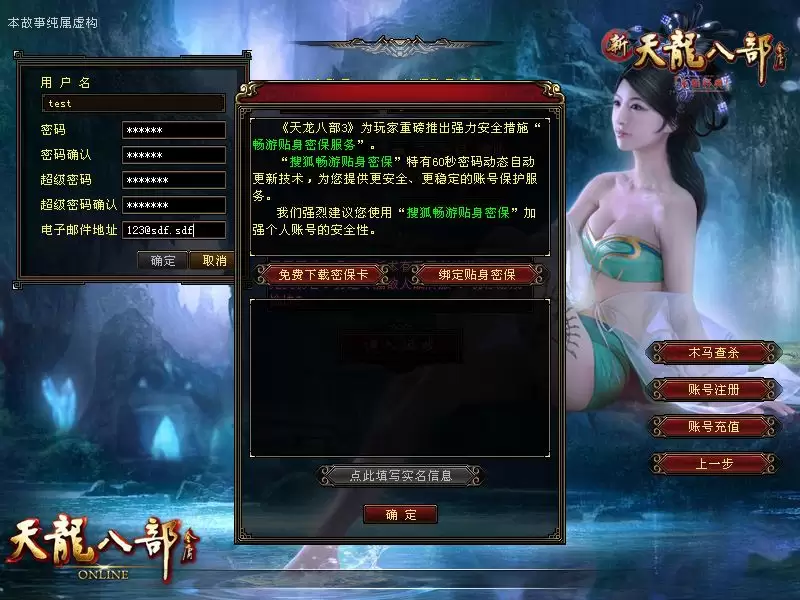 本故事纯属虚构
新天龍八部
用户名
test
密码 ******
密码确认 ******
超级密码 *******
超级密码确认 *******
电子邮件地址 123@sdf.sdf
确定 取消
《天龙八部3》为玩家重磅推出强力安全措施“
畅游贴身密保服务”。
“搜狐畅游贴身密保”特有60秒密码动态自动
更新技术，为您提供更安全、更稳定的账号保护服
务。
我们强烈建议您使用“搜狐畅游贴身密保”加
强个人账号的安全性。
免费下载密保卡 绑定贴身密保
点此填写实名信息
确定
木马查杀
账号注册
账号充值
上一步
天龍八部
ONLINE